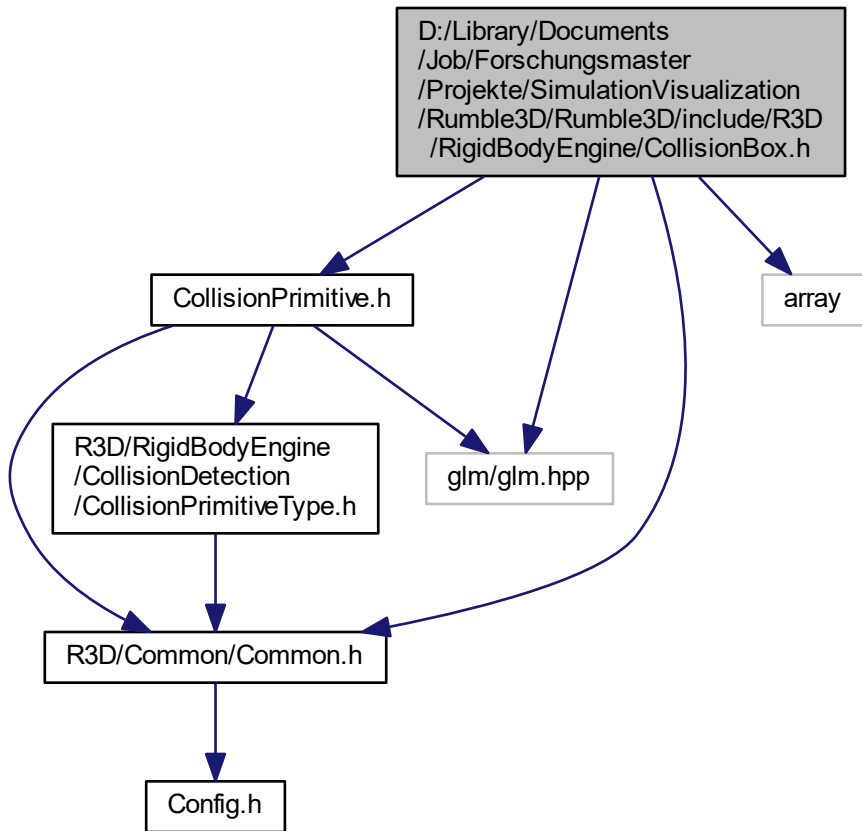 D:/Library/Documents
/Job/Forschungsmaster
/Projekte/SimulationVisualization
/Rumble3D/Rumble3D/include/R3D
/RigidBodyEngine/CollisionBox.h
CollisionPrimitive.h
array
R3D/RigidBodyEngine
/CollisionDetection
/CollisionPrimitiveType.h
glm/glm.hpp
R3D/Common/Common.h
Config.h